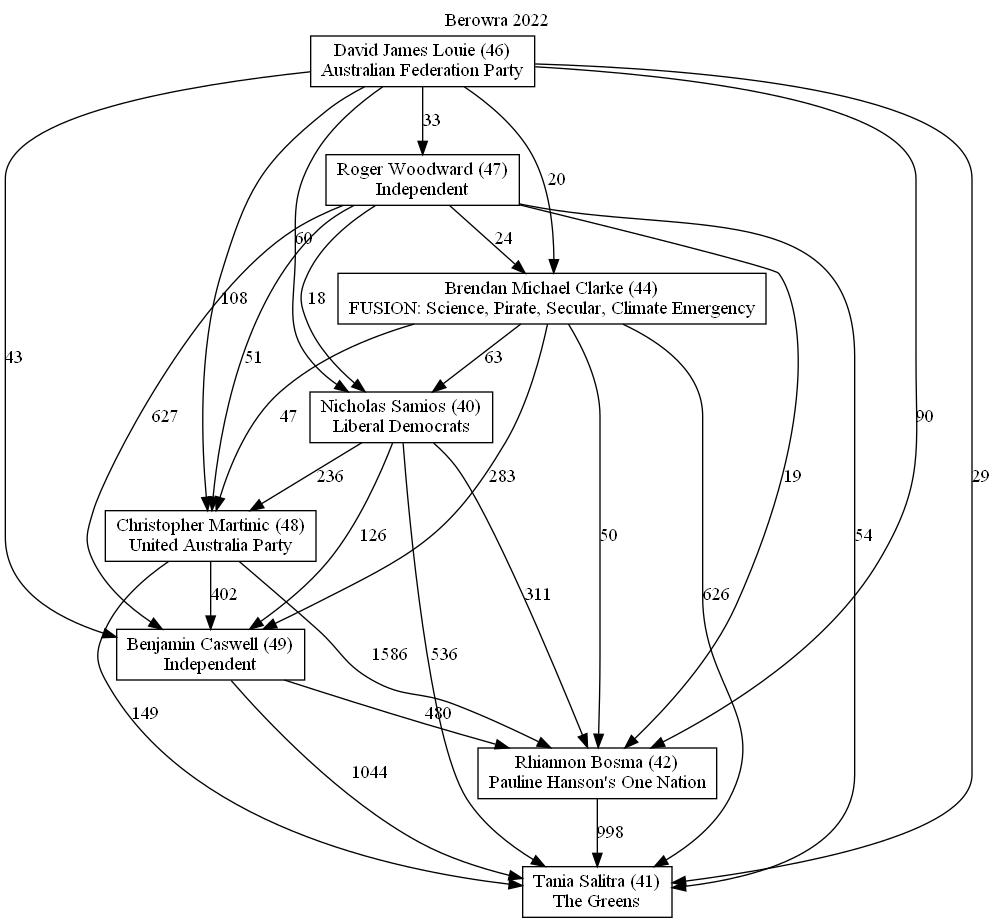 Berowra 2022
David James Louie (46)
Australian Federation Party
33
Roger Woodward (47)
Independent
20
60
24
Brendan Michael Clarke (44)
FUSION: Science, Pirate, Secular, Climate Emergency
108
18
43
51
63
Nicholas Samios (40)
Liberal Democrats
627
47
90
236
283
19
29
Christopher Martinic (48)
United Australia Party
126
50
54
402
311
626
Benjamin Caswell (49)
Independent
1586
536
149
480
Rhiannon Bosma (42)
Pauline Hanson's One Nation
1044
998
Tania Salitra (41)
The Greens